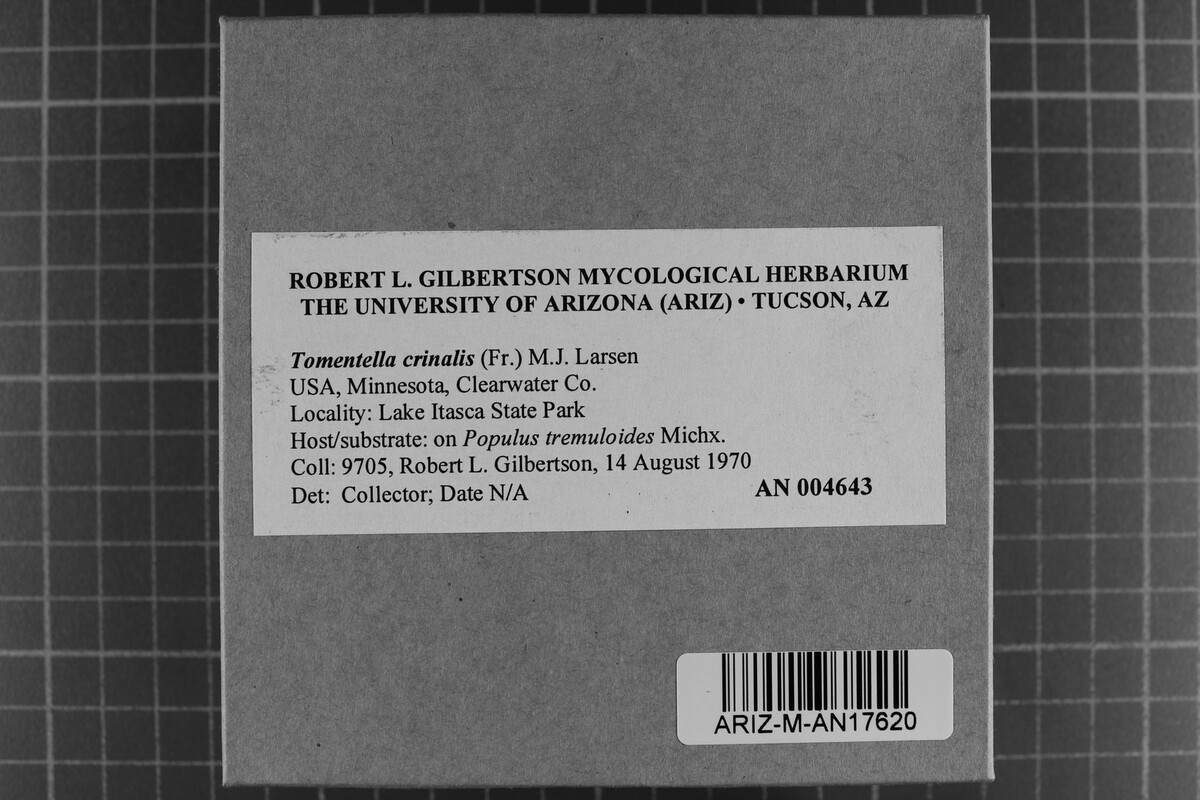 ROBERT L. GILBERTSON MYCOLOGICAL HERBARIUM
THE UNIVERSITY OF ARIZONA (ARIZ) • TUCSON, AZ
Tomentella crinalis (Fr.) M.J. Larsen
USA, Minnesota, Clearwater Co.
Locality: Lake Itasca State Park
Host/substrate: on Populus tremuloides Michx.
Coll: 9705, Robert L. Gilbertson, 14 August 1970
Det: Collector; Date N/A
AN 004643
ARIZ-M-AN17620